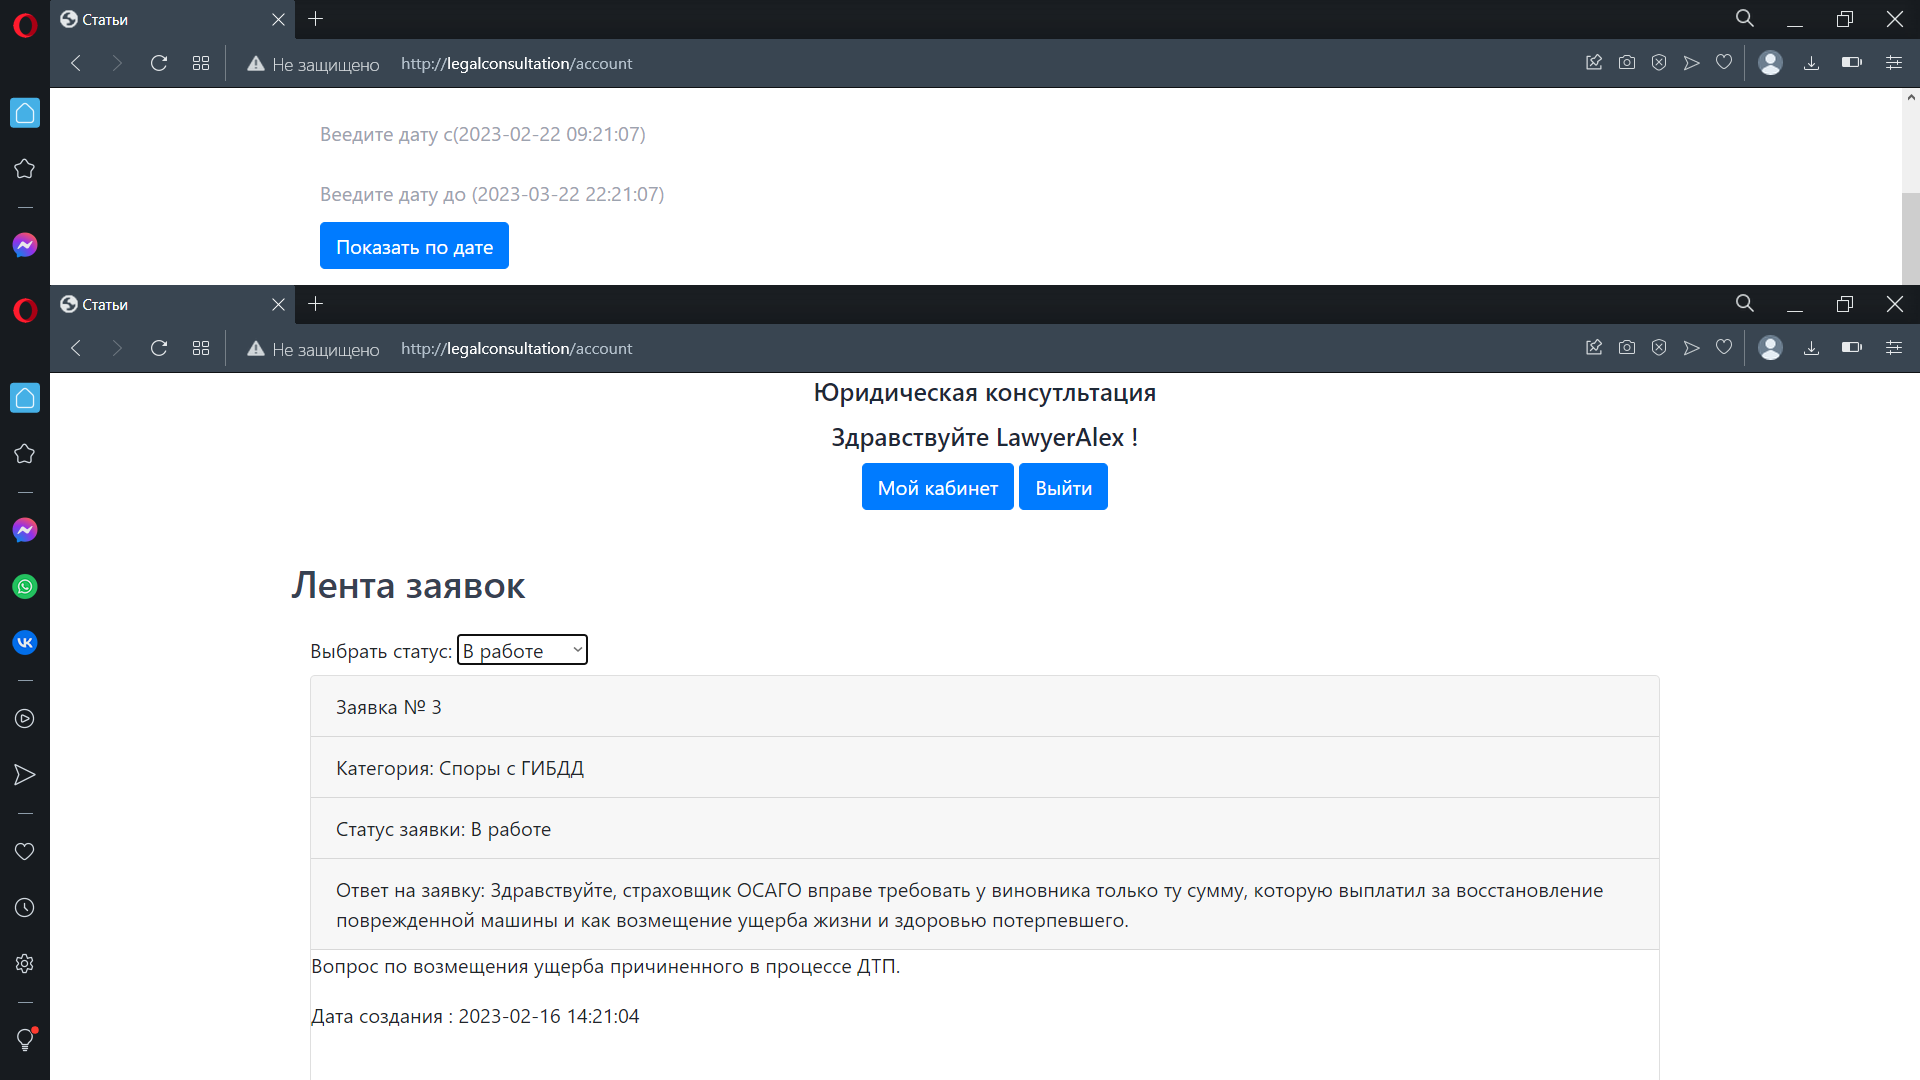 Статьи
Не защищено http://legalconsultation/account
Веедите дату с(2023-02-22 09:21:07)
Веедите дату до (2023-03-22 22:21:07)
Показать по дате
Статьи
Не защищено http://legalconsultation/account
Юридическая консутльтация
Здравствуйте LawyerAlex !
Мой кабинет Выйти
Лента заявок
Выбрать статус: В работе
Заявка № 3
Категория: Споры с ГИБДД
Статус заявки: В работе
Ответ на заявку: Здравствуйте, страховщик ОСАГО вправе требовать у виновника только ту сумму, которую выплатил за восстановление
поврежденной машины и как возмещение ущерба жизни и здоровью потерпевшего.
Вопрос по возмещения ущерба причиненного в процессе ДТП.
Дата создания : 2023-02-16 14:21:04